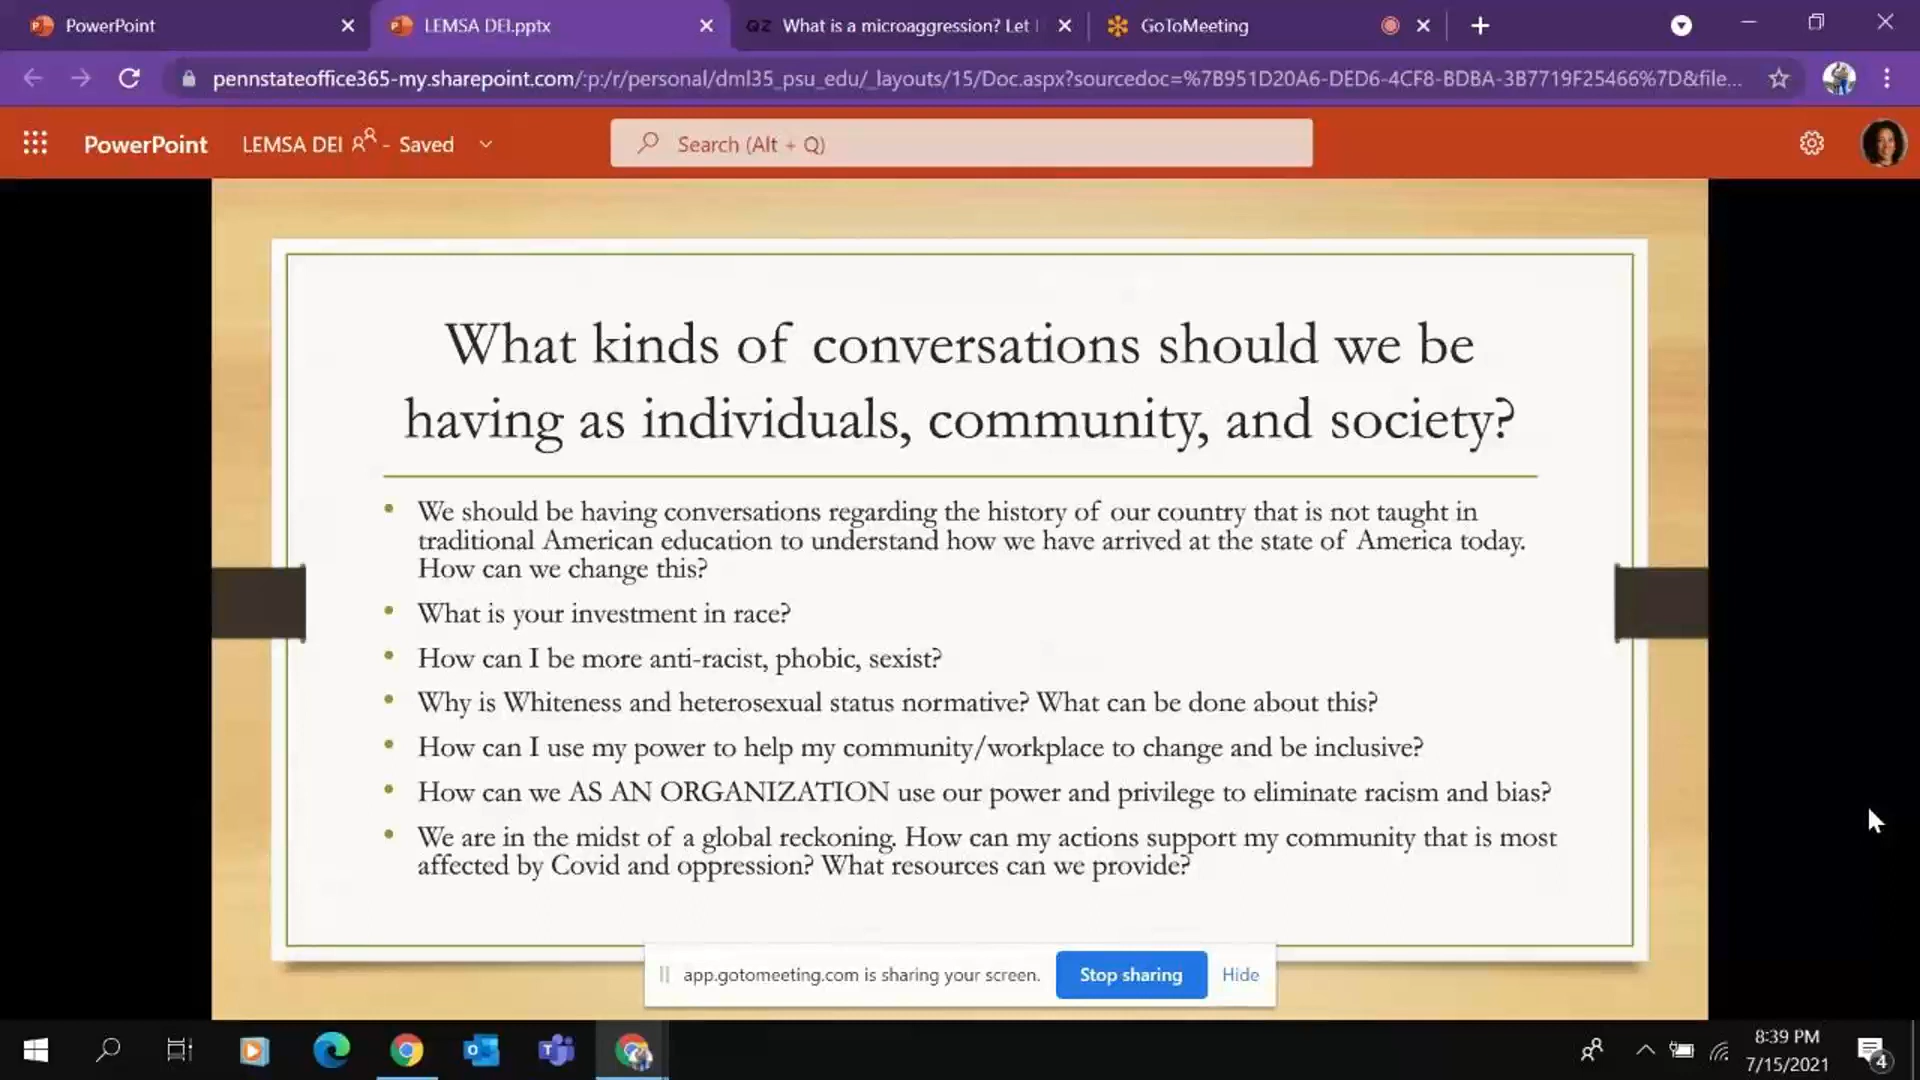 PowerPoint
LEMSA DEI.pptx
QZ What is a microaggression? Let
GoToMeeting
pennstateoffice365-my.sharepoint.com/:p:/r/personal/dml35_psu_edu/_layouts/15/Doc.aspx?sourcedoc=%7B951D20A6-DED6-4CF8-BDBA-3B7719F25466%7D&file...
PowerPoint LEMSA DEI - Saved
Search (Alt + Q)
What kinds of conversations should we be
having as individuals, community, and society?
• We should be having conversations regarding the history of our country that is not taught in
traditional American education to understand how we have arrived at the state of America today.
How can we change this?
• What is your investment in race?
• How can I be more anti-racist, phobic, sexist?
• Why is Whiteness and heterosexual status normative? What can be done about this?
• How can I use my power to help my community/workplace to change and be inclusive?
• How can we AS AN ORGANIZATION use our power and privilege to eliminate racism and bias?
• We are in the midst of a global reckoning. How can my actions support my community that is most
affected by Covid and oppression? What resources can we provide?
app.gotomeeting.com is sharing your screen. Stop sharing Hide
8:39 PM
7/15/2021
4